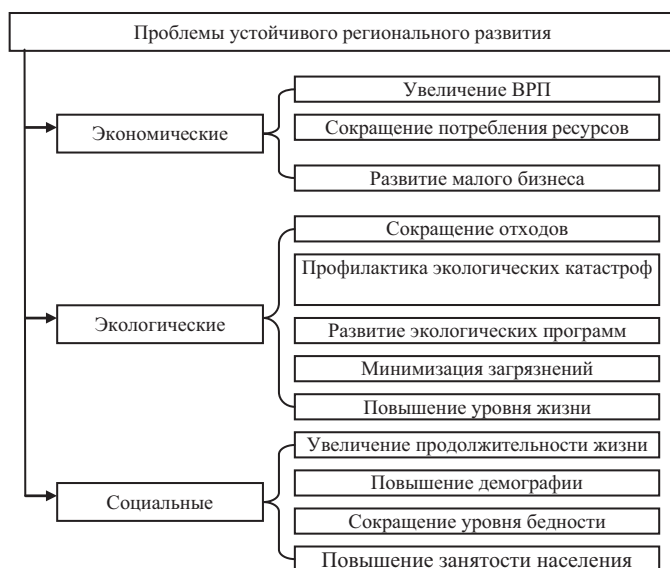 Проблемы устойчивого регионального развития
Экономические
Увеличение ВРП
Сокращение потребления ресурсов
Развитие малого бизнеса
Экологические
Сокращение отходов
Профилактика экологических катастроф
Развитие экологических программ
Минимизация загрязнений
Повышение уровня жизни
Социальные
Увеличение продолжительности жизни
Повышение демографии
Сокращение уровня бедности
Повышение занятости населения